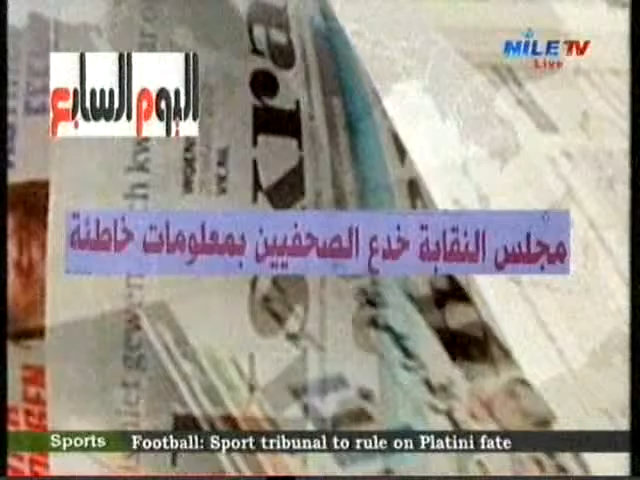 NiLE TV
Live
اليوم السابع
مجلس النقابة خدع الصحفيين بمعلومات خاطئة
Sports Football: Sport tribunal to rule on Platini fate